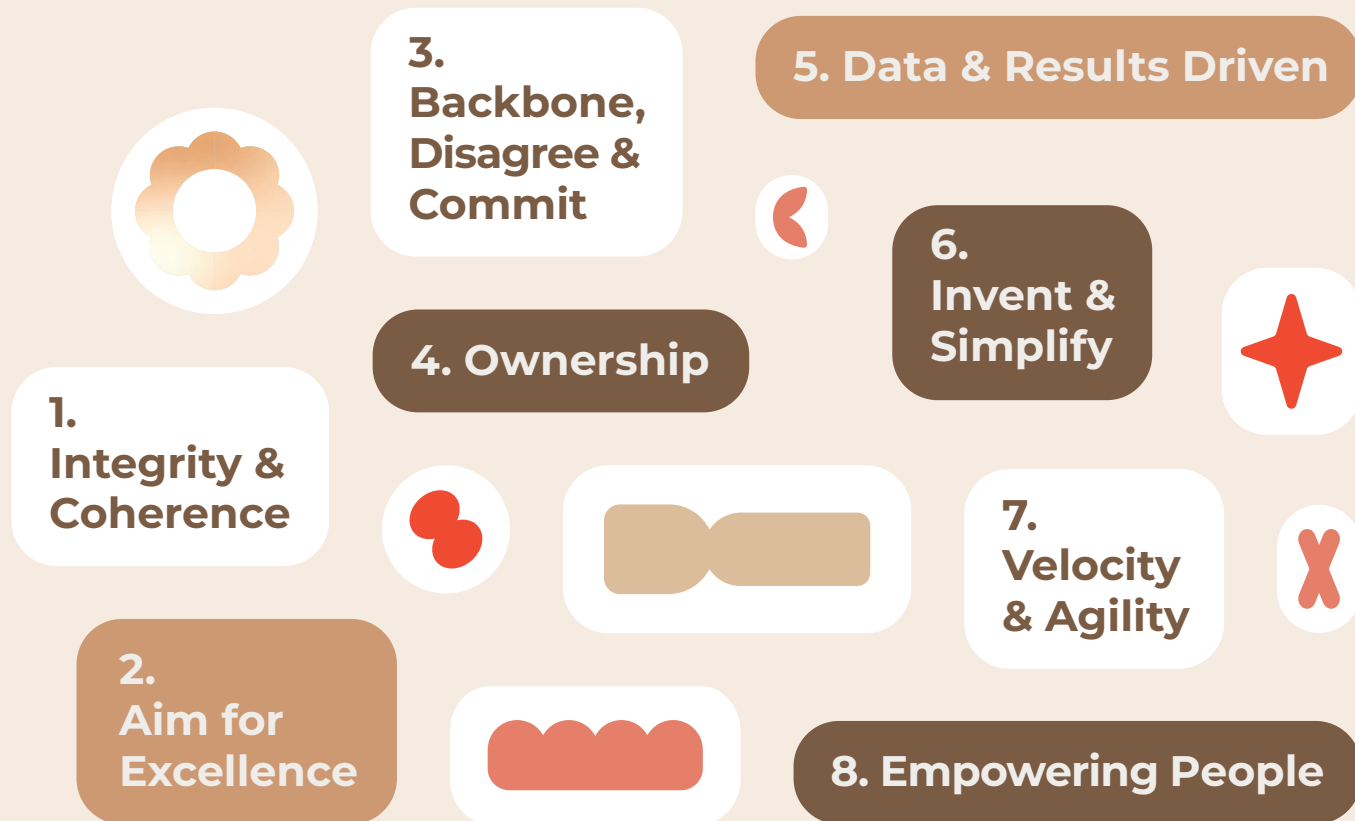 1.
Integrity &
Coherence
2.
Aim for
Excellence
3.
Backbone,
Disagree &
Commit
4. Ownership
5. Data & Results Driven
6.
Invent &
Simplify
7.
Velocity
& Agility
8. Empowering People